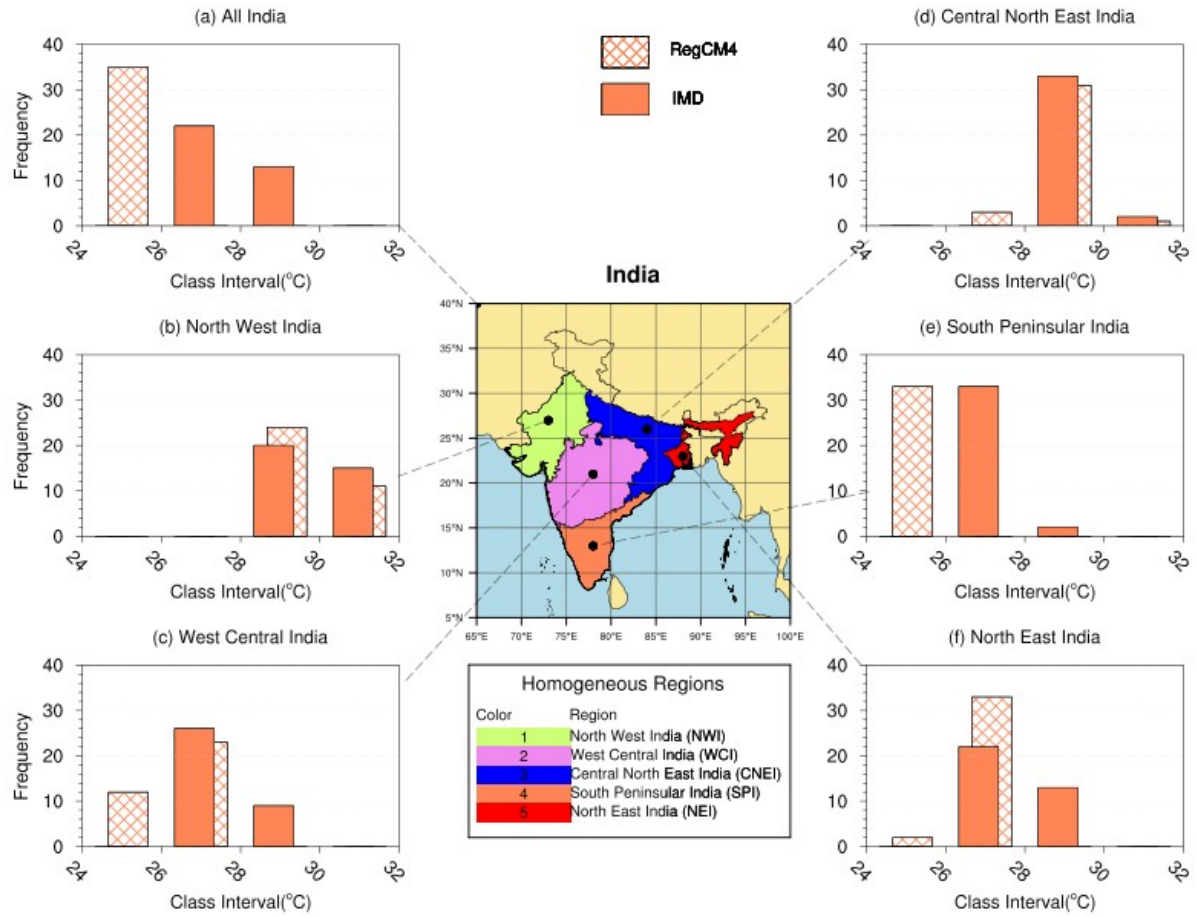 (a) All India
40
30
20
10
0
Frequency
24
26
28
30
32
Class Interval(°C)
RegCM4
IMD
(d) Central North East India
40
30
20
10
0
24
26
28
30
32
Class Interval(°C)
(b) North West India
40
30
20
10
0
Frequency
24
26
28
30
32
Class Interval(°C)
India
40°N
35°N
30°N
25°N
20°N
15°N
10°N
5°N
65°E
70°E
75°E
80°E
85°E
90°E
95°E
100°E
(e) South Peninsular India
40
30
20
10
0
24
26
28
30
32
Class Interval(°C)
(c) West Central India
40
30
20
10
0
Frequency
24
26
28
30
32
Class Interval(°C)
Homogeneous Regions
Color Region
1 North West India (NWI)
2 West Central India (WCI)
3 Central North East India (CNEI)
4 South Peninsular India (SPI)
5 North East India (NEI)
(f) North East India
40
30
20
10
0
24
26
28
30
32
Class Interval(°C)